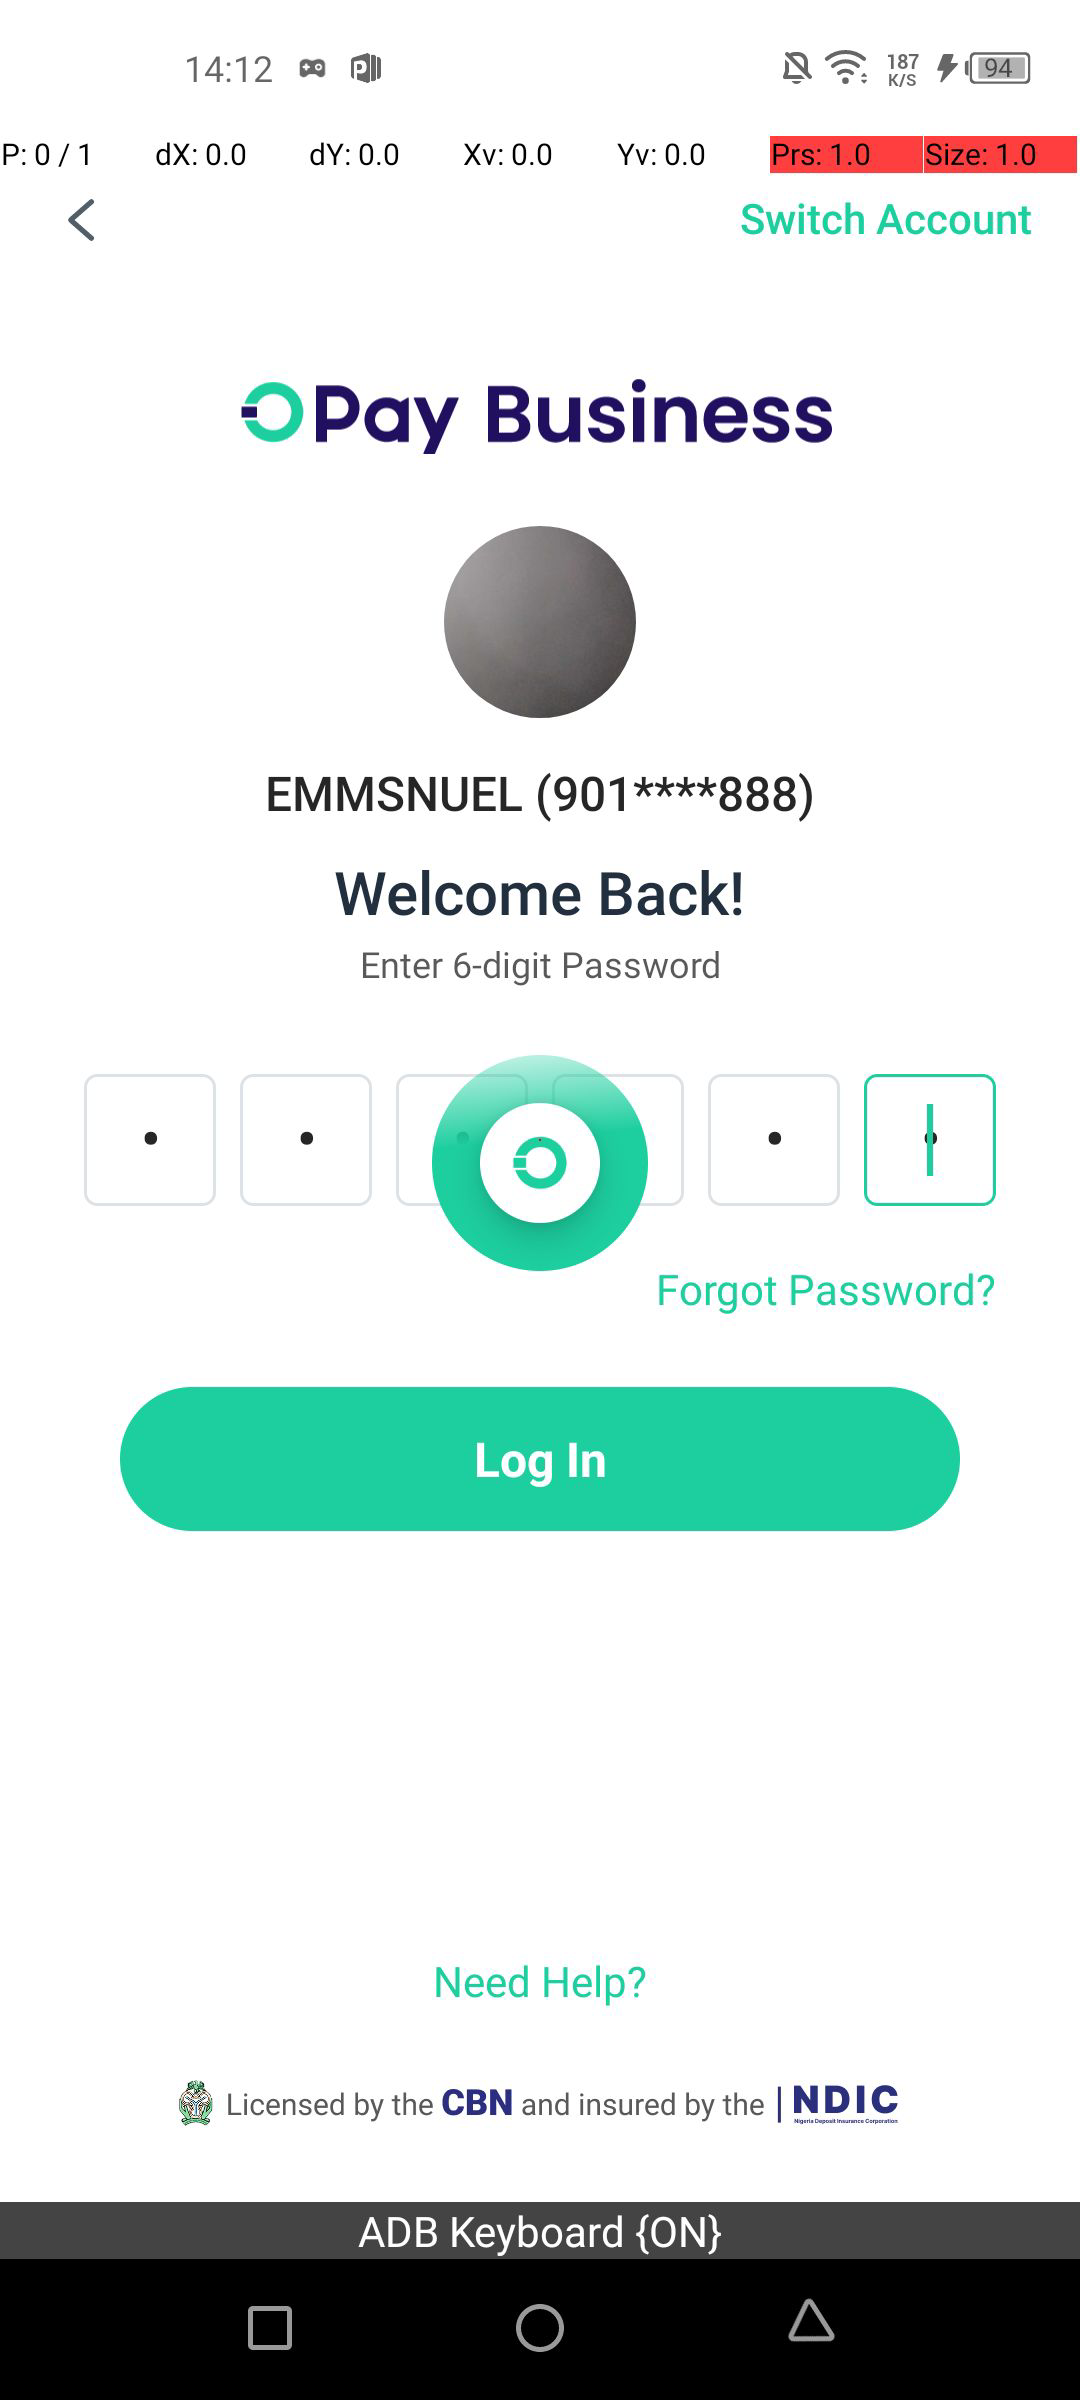 14:12 187 K/S 94
P: 0 / 1 dX: 0.0 dY: 0.0 Xv: 0.0 Yv: 0.0 Prs: 1.0 Size: 1.0
Switch Account
OPay Business
EMMSNUEL (901****888)
Welcome Back!
Enter 6-digit Password
Forgot Password?
Log In
Need Help?
Licensed by the CBN and insured by the | NDIC
Nigeria Deposit Insurance Corporation
ADB Keyboard {ON}